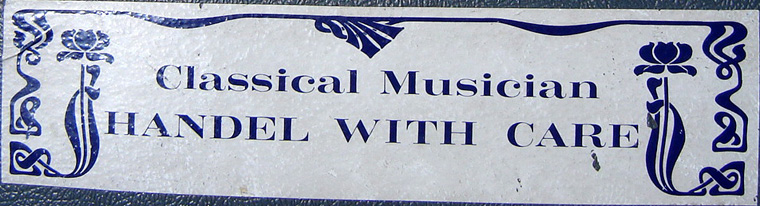 Classical Musician
HANDEL WITH CARE